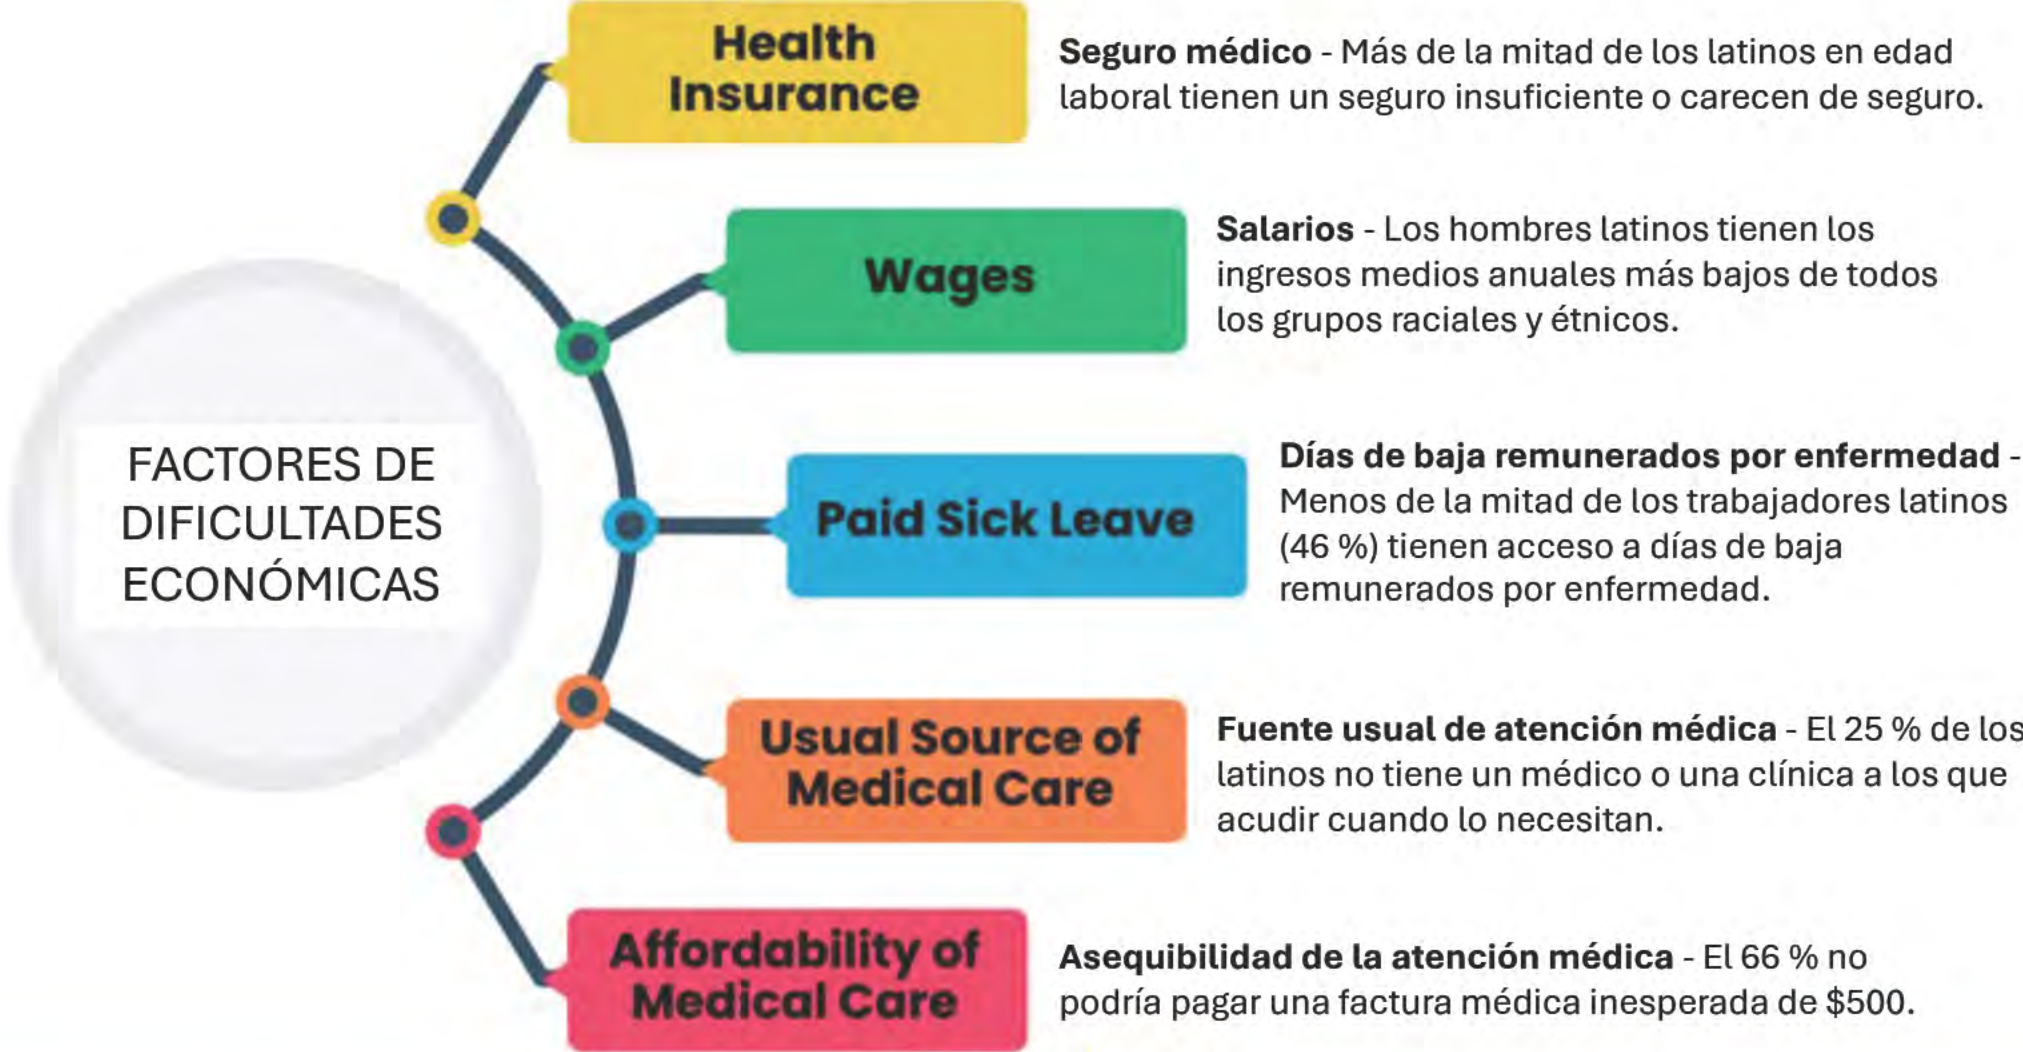 Health
Insurance
Seguro médico - Más de la mitad de los latinos en edad
laboral tienen un seguro insuficiente o carecen de seguro.
Wages
Salarios - Los hombres latinos tienen los
ingresos medios anuales más bajos de todos
los grupos raciales y étnicos.
FACTORES DE
DIFICULTADES
ECONÓMICAS
Paid Sick Leave
Días de baja remunerados por enfermedad -
Menos de la mitad de los trabajadores latinos
(46 %) tienen acceso a días de baja
remunerados por enfermedad.
Usual Source of
Medical Care
Fuente usual de atención médica - El 25 % de los
latinos no tiene un médico o una clínica a los que
acudir cuando lo necesitan.
Affordability of
Medical Care
Asequibilidad de la atención médica - El 66 % no
podría pagar una factura médica inesperada de $500.